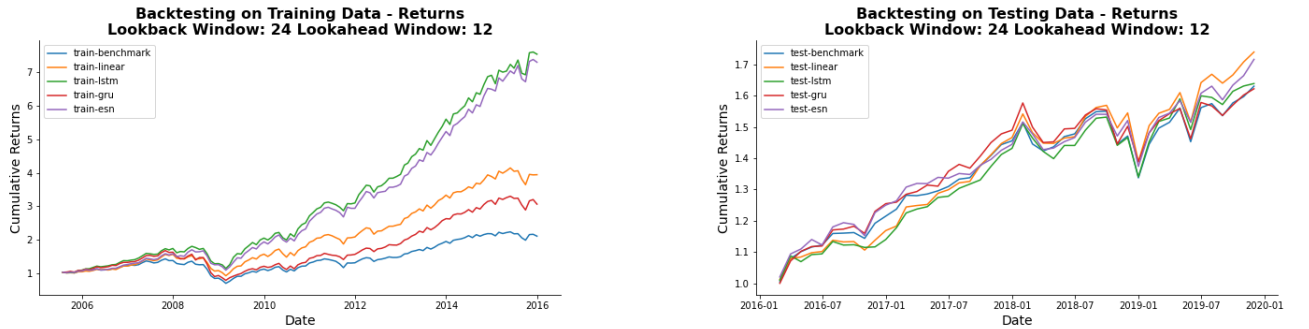 Backtesting on Training Data - Returns
Lookback Window: 24 Lookahead Window: 12
train-benchmark
train-linear
train-lstm
train-gru
train-esn
Cumulative Returns
7
6
5
4
3
2
1
2006
2008
2010
2012
2014
2016
Date
Backtesting on Testing Data - Returns
Lookback Window: 24 Lookahead Window: 12
test-benchmark
test-linear
test-lstm
test-gru
test-esn
Cumulative Returns
1.7
1.6
1.5
1.4
1.3
1.2
1.1
1.0
2016-01
2016-07
2017-01
2017-07
2018-01
2018-07
2019-01
2019-07
2020-01
Date